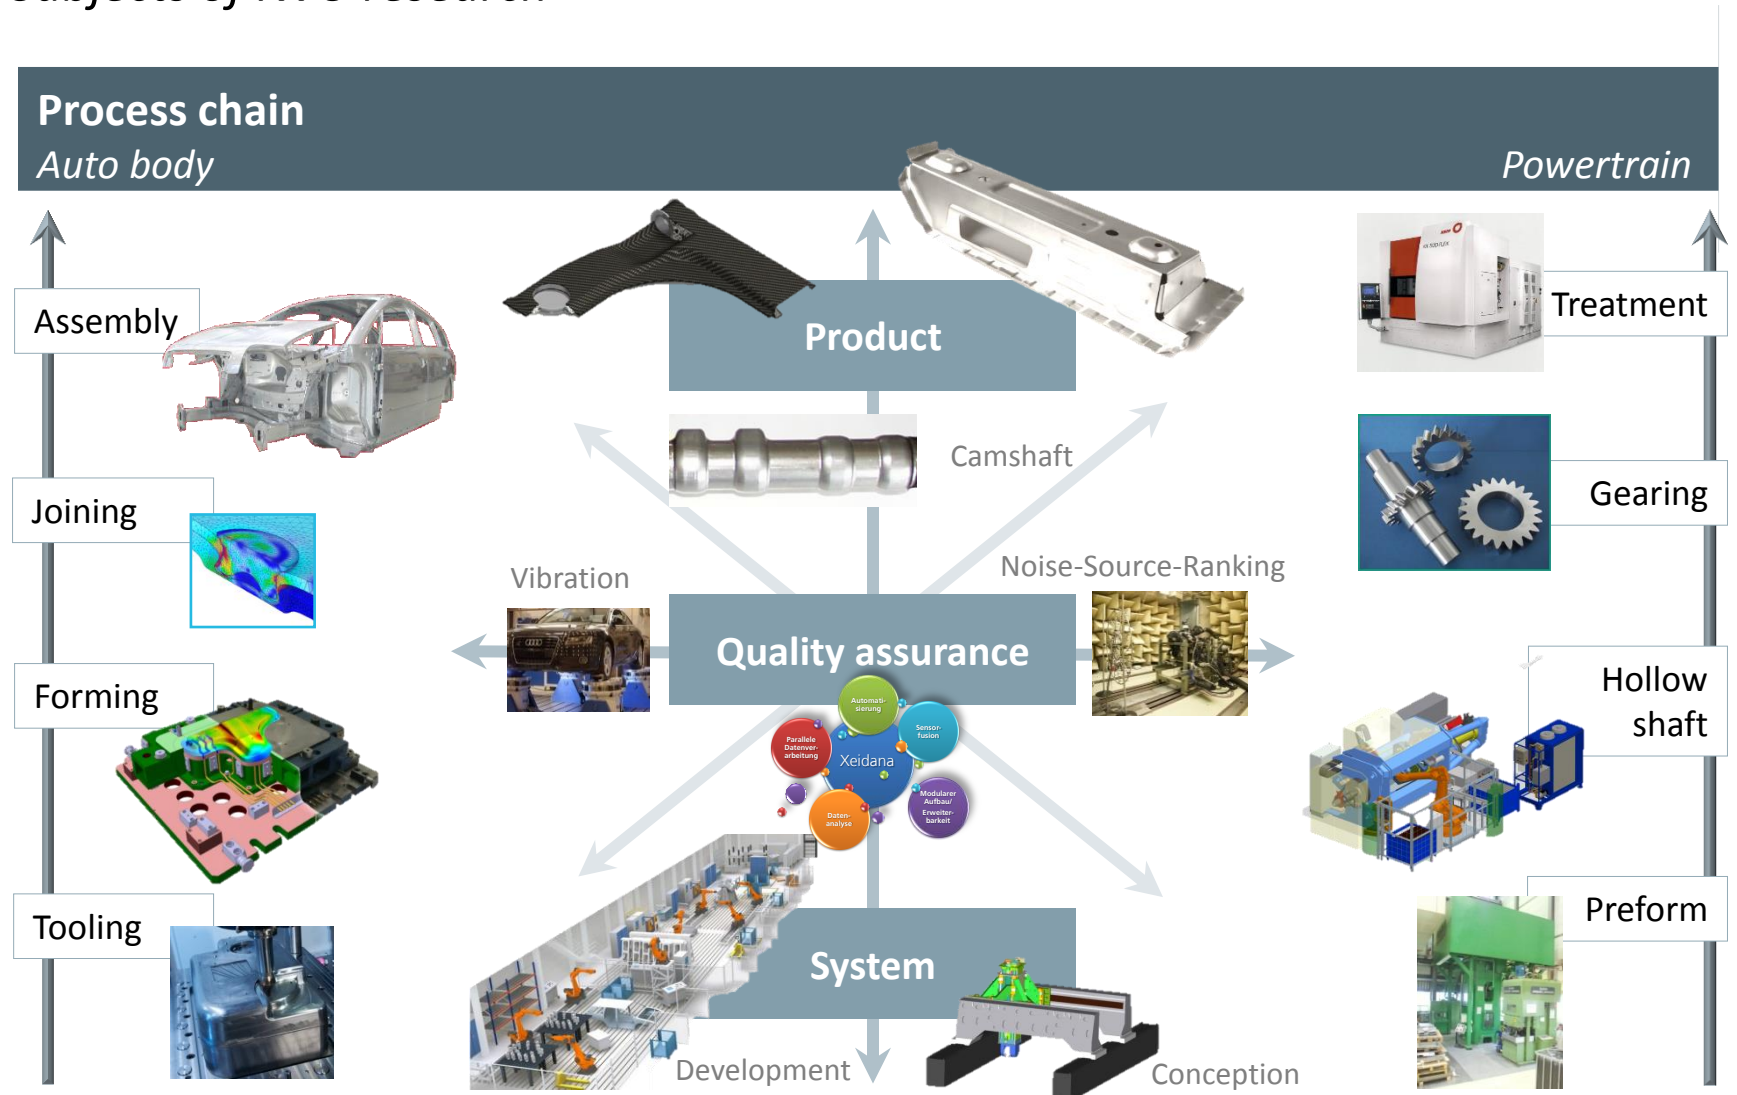 Process chain
Auto body
Powertrain
Assembly
Product
Treatment
Camshaft
Joining
Gearing
Vibration
Noise-Source-Ranking
Quality assurance
Forming
Hollow
shaft
Automati-
sierung
Sensor-
fusion
Parallele
Datenver-
arbeitung
Xeidana
Modularer
Aufbau/
Erweiter-
barkeit
Daten-
analyse
Tooling
Preform
System
Development
Conception